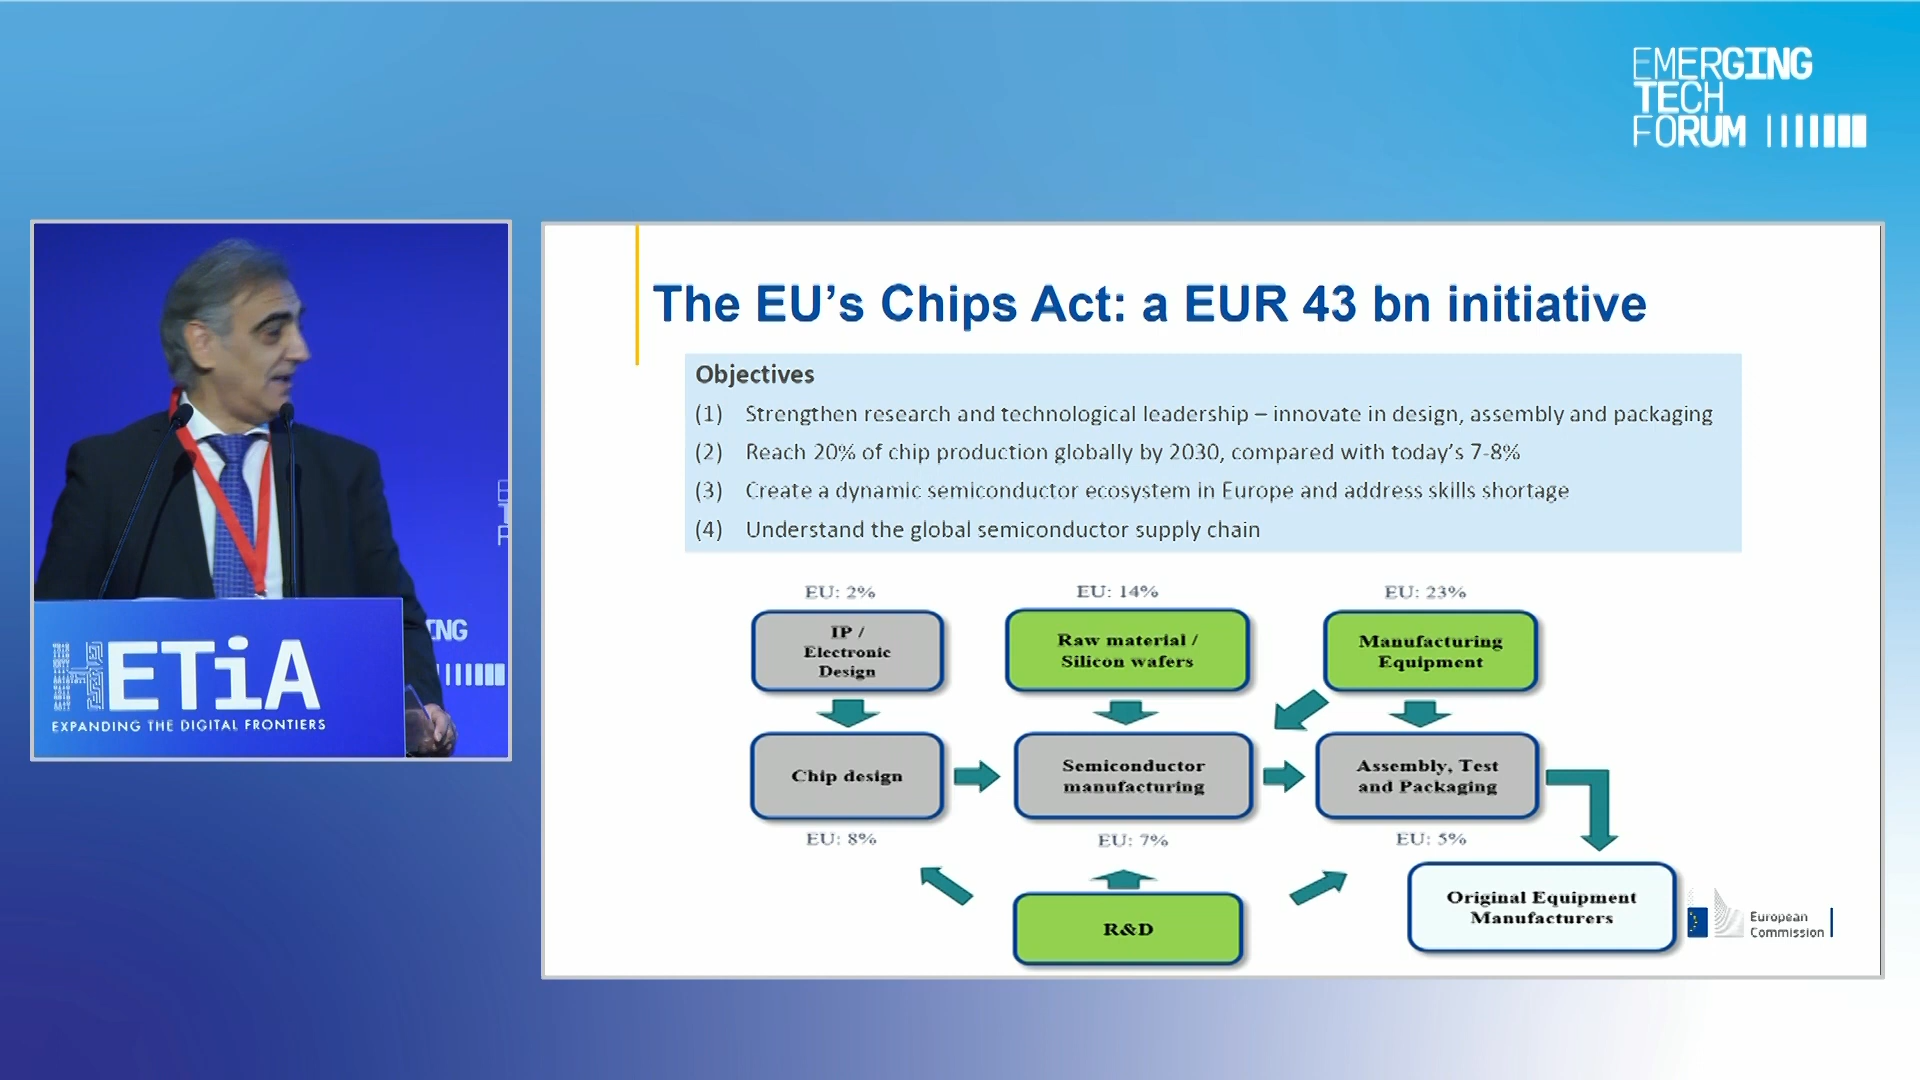 EMERGING
TECH
FORUM
The EU's Chips Act: a EUR 43 bn initiative
Objectives
(1) Strengthen research and technological leadership – innovate in design, assembly and packaging
(2) Reach 20% of chip production globally by 2030, compared with today's 7-8%
(3) Create a dynamic semiconductor ecosystem in Europe and address skills shortage
(4) Understand the global semiconductor supply chain
EU: 2%
EU: 14%
EU: 23%
IP /
Electronic
Design
Raw material /
Silicon wafers
Manufacturing
Equipment
Chip design
Semiconductor
manufacturing
Assembly, Test
and Packaging
EU: 8%
EU: 7%
EU: 5%
R&D
Original Equipment
Manufacturers
European
Commission
HETiA
EXPANDING THE DIGITAL FRONTIERS